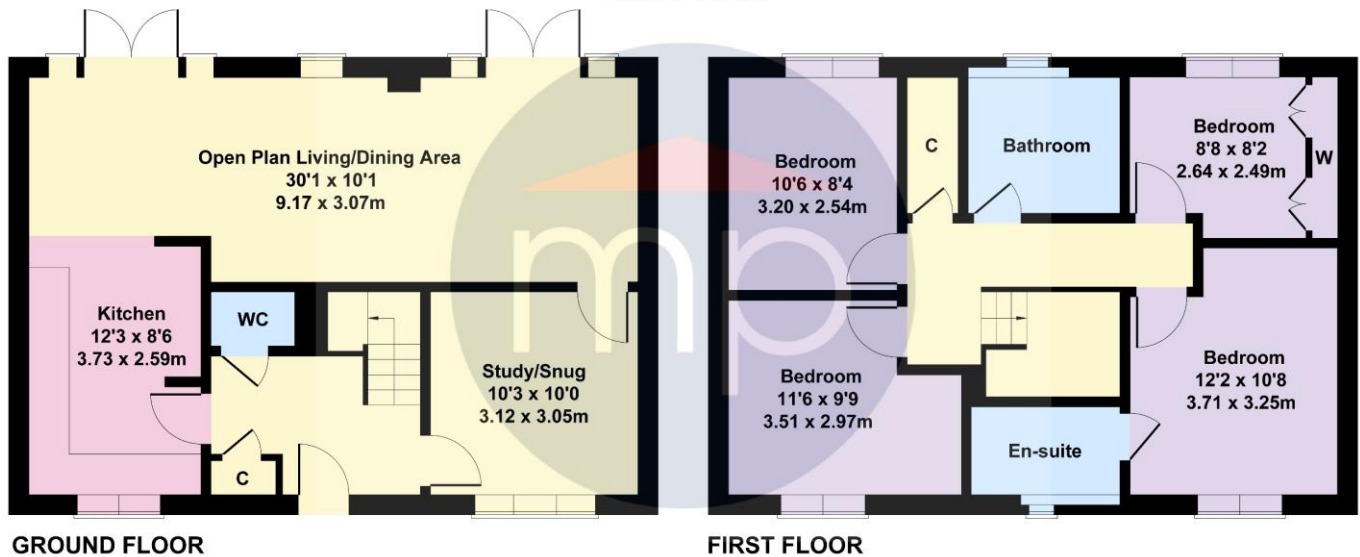 Open Plan Living/Dining Area
30'1 x 10'1
9.17 x 3.07m
Kitchen
12'3 x 8'6
3.73 x 2.59m
WC
C
Study/Snug
10'3 x 10'0
3.12 x 3.05m
GROUND FLOOR
Bedroom
10'6 x 8'4
3.20 x 2.54m
C
Bathroom
Bedroom
8'8 x 8'2
2.64 x 2.49m
W
Bedroom
11'6 x 9'9
3.51 x 2.97m
En-suite
Bedroom
12'2 x 10'8
3.71 x 3.25m
FIRST FLOOR
mp